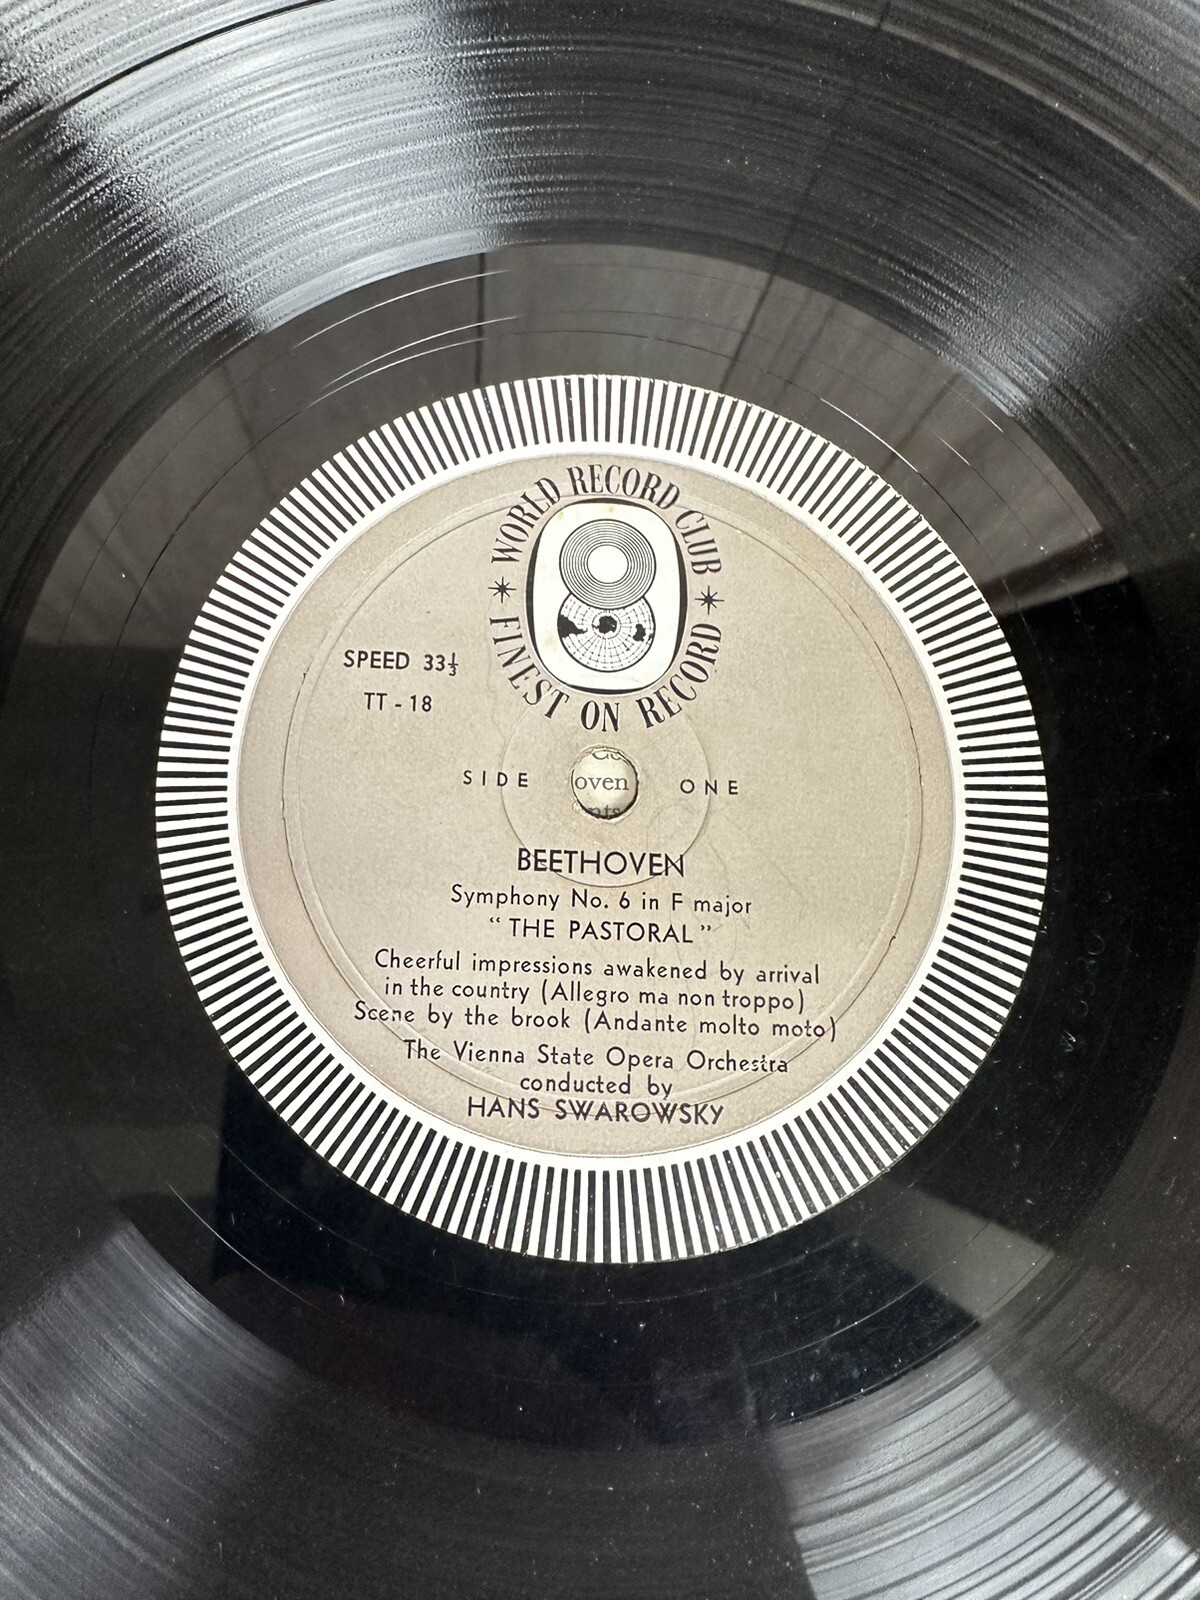 WORLD RECORD CLUB
FINEST ON RECORD
SPEED 33⅓
TT - 18
SIDE ONE
oven
BEETHOVEN
Symphony No. 6 in F major
“THE PASTORAL”
Cheerful impressions awakened by arrival
in the country (Allegro ma non troppo)
Scene by the brook (Andante molto moto)
The Vienna State Opera Orchestra
conducted by
HANS SWAROWSKY